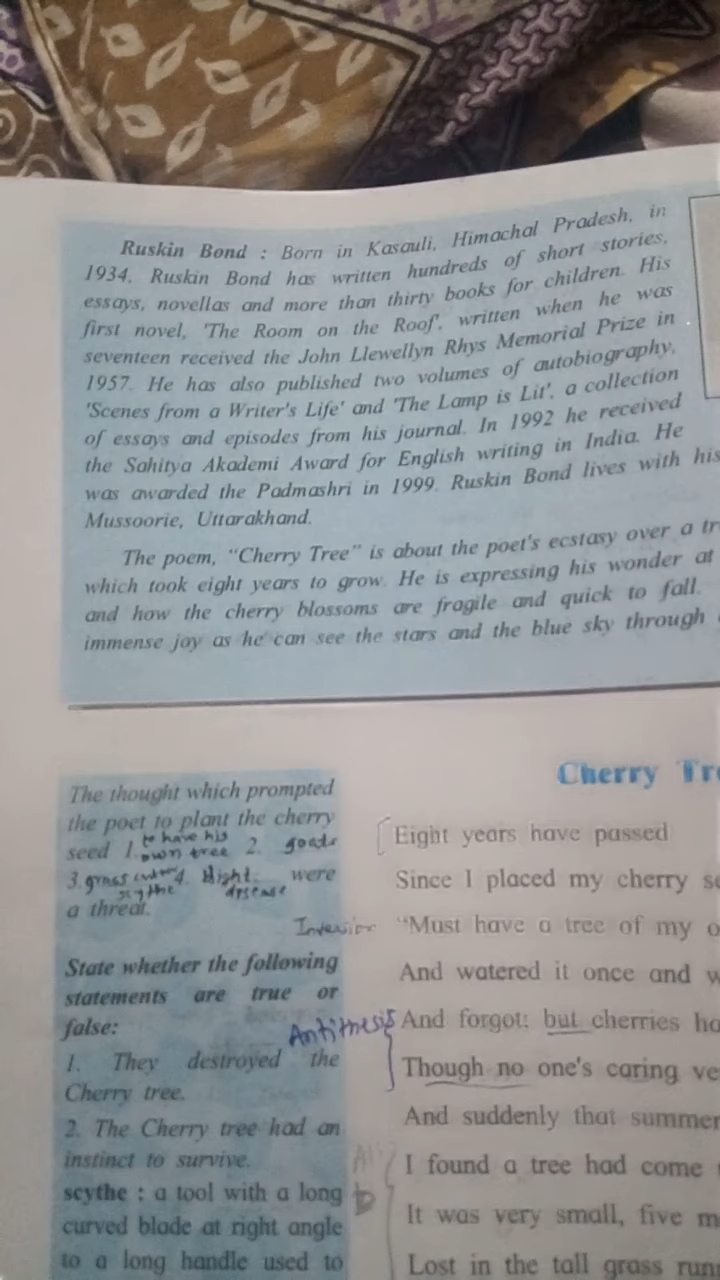 Ruskin Bond : Born in Kasauli, Himachal Pradesh, in
1934, Ruskin Bond has written hundreds of short stories,
essays, novellas and more than thirty books for children. His
first novel, 'The Room on the Roof', written when he was
seventeen received the John Llewellyn Rhys Memorial Prize in
1957. He has also published two volumes of autobiography,
'Scenes from a Writer's Life' and 'The Lamp is Lit', a collection
of essays and episodes from his journal. In 1992 he received
the Sahitya Akademi Award for English writing in India. He
was awarded the Padmashri in 1999. Ruskin Bond lives with his
Mussoorie, Uttarakhand.
The poem, "Cherry Tree" is about the poet's ecstasy over a tr
which took eight years to grow. He is expressing his wonder at
and how the cherry blossoms are fragile and quick to fall.
immense joy as he can see the stars and the blue sky through
The thought which prompted
the poet to plant the cherry
to have his
seed 1. own tree 2. goats
3. grass 4. Blight were
scythe disease
a threat.
State whether the following
statements are true or
false:
1. They destroyed the
Cherry tree.
2. The Cherry tree had an
instinct to survive.
scythe : a tool with a long
curved blade at right angle
to a long handle used to
Cherry Tre
Eight years have passed
Since I placed my cherry se
Inversion "Must have a tree of my o
And watered it once and w
Antithesis And forgot: but cherries ha
Though no one's caring ve
And suddenly that summer
I found a tree had come
It was very small, five m
Lost in the tall grass run